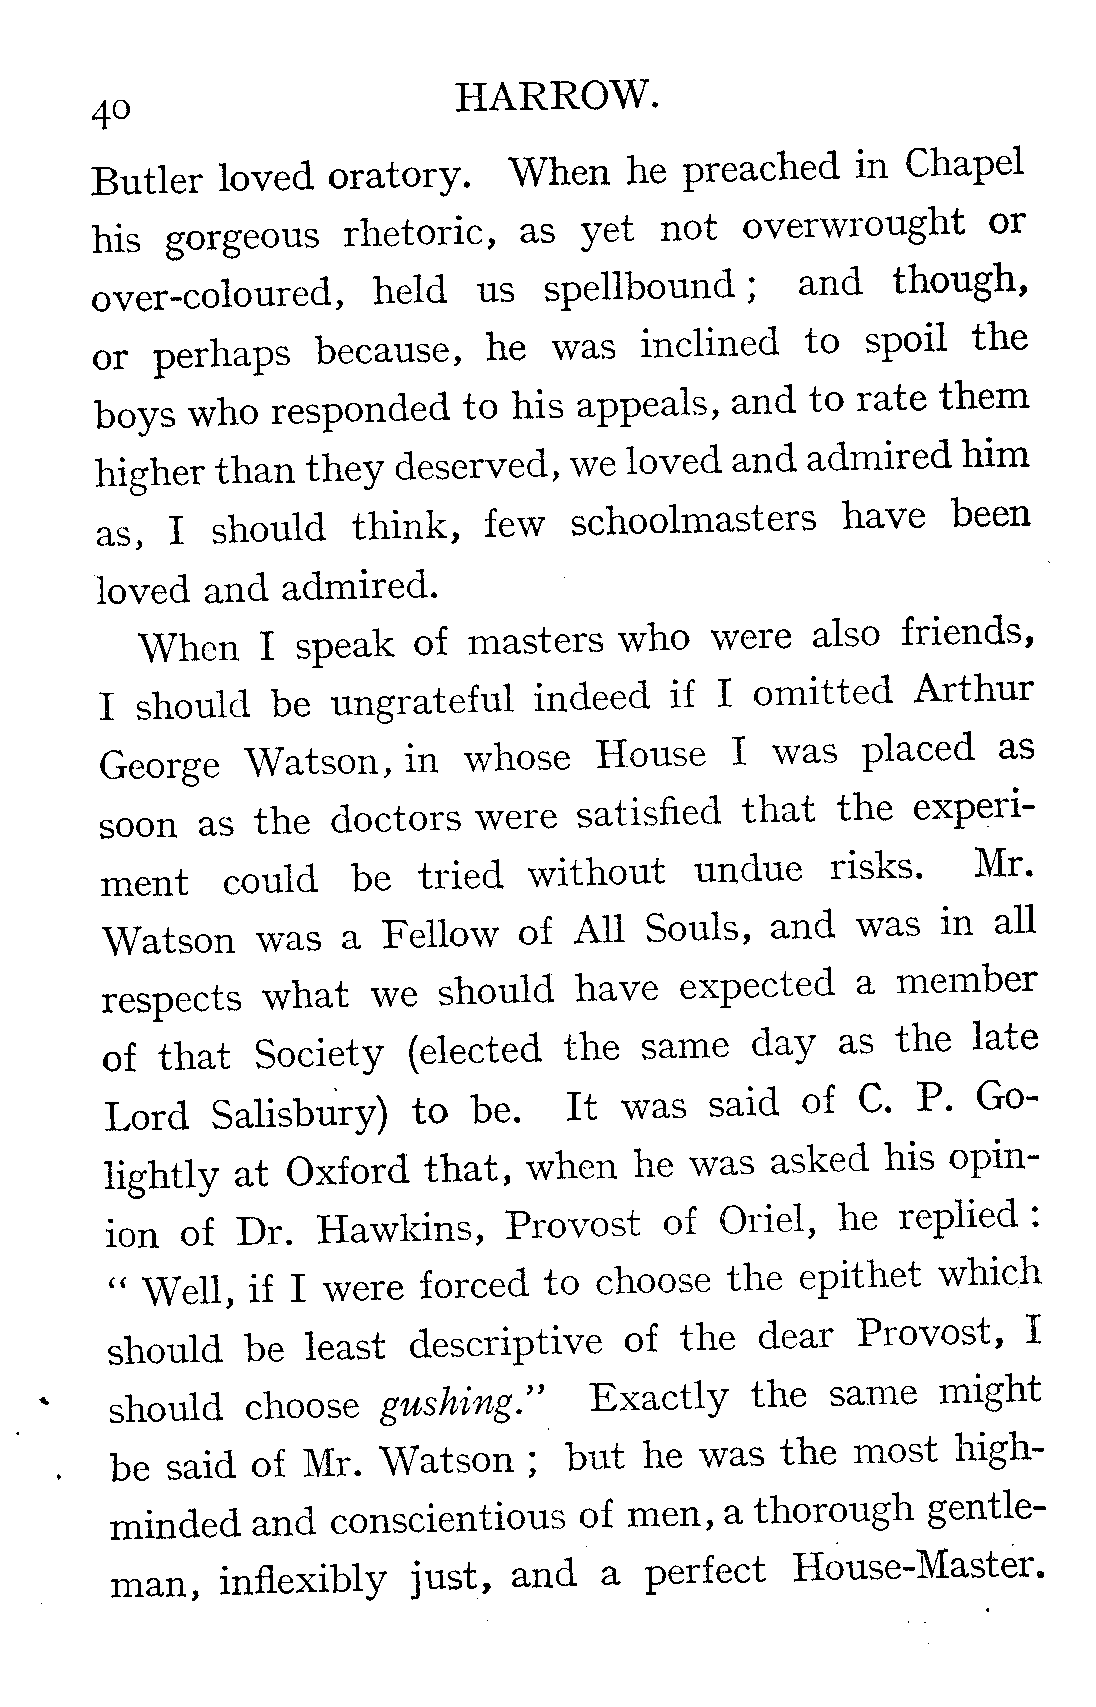 40 HARROW.
Butler loved oratory. When he preached in Chapel
his gorgeous rhetoric, as yet not overwrought or
over-coloured, held us spellbound ; and though,
or perhaps because, he was inclined to spoil the
boys who responded to his appeals, and to rate them
higher than they deserved, we loved and admired him
as, I should think, few schoolmasters have been
loved and admired.
When I speak of masters who were also friends,
I should be ungrateful indeed if I omitted Arthur
George Watson, in whose House I was placed as
soon as the doctors were satisfied that the experi-
ment could be tried without undue risks. Mr.
Watson was a Fellow of All Souls, and was in all
respects what we should have expected a member
of that Society (elected the same day as the late
Lord Salisbury) to be. It was said of C. P. Go-
lightly at Oxford that, when he was asked his opin-
ion of Dr. Hawkins, Provost of Oriel, he replied :
“ Well, if I were forced to choose the epithet which
should be least descriptive of the dear Provost, I
should choose gushing.” Exactly the same might
be said of Mr. Watson ; but he was the most high-
minded and conscientious of men, a thorough gentle-
man, inflexibly just, and a perfect House-Master.